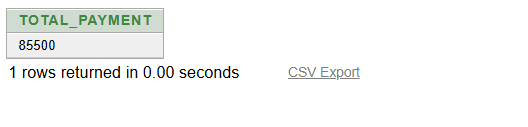 TOTAL_PAYMENT
85500
1 rows returned in 0.00 seconds CSV Export